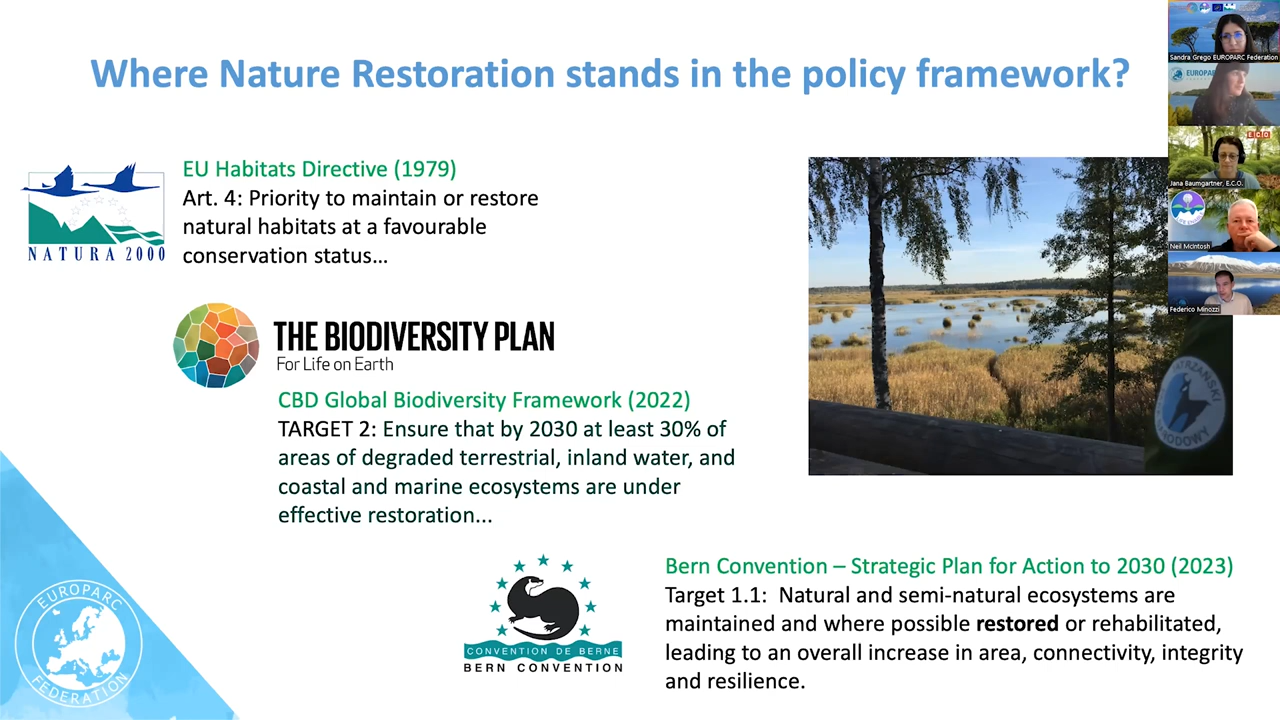 Where Nature Restoration stands in the policy framework?
EU Habitats Directive (1979)
Art. 4: Priority to maintain or restore
natural habitats at a favourable
conservation status...
NATURA 2000
THE BIODIVERSITY PLAN
For Life on Earth
CBD Global Biodiversity Framework (2022)
TARGET 2: Ensure that by 2030 at least 30% of
areas of degraded terrestrial, inland water, and
coastal and marine ecosystems are under
effective restoration...
Bern Convention – Strategic Plan for Action to 2030 (2023)
Target 1.1: Natural and semi-natural ecosystems are
maintained and where possible restored or rehabilitated,
leading to an overall increase in area, connectivity, integrity
and resilience.
CONVENTION DE BERNE
BERN CONVENTION
EUROPARC
FEDERATION
Sandra Grego EUROPARC Federation
EUROPARC
E.C.O.
Jana Baumgartner, E.C.O.
Neil McIntosh
Federico Minozzi